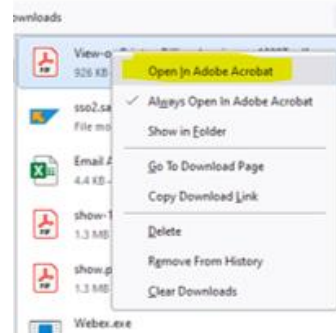 Downloads
View-o
926 KB
Open In Adobe Acrobat
sso2.sa
Always Open In Adobe Acrobat
File mo
Show in Folder
Email A
Go To Download Page
4.4 KB
Copy Download Link
show-1
1.3 MB
Delete
Remove From History
show.p
1.3 MB
Clear Downloads
Webex.exe